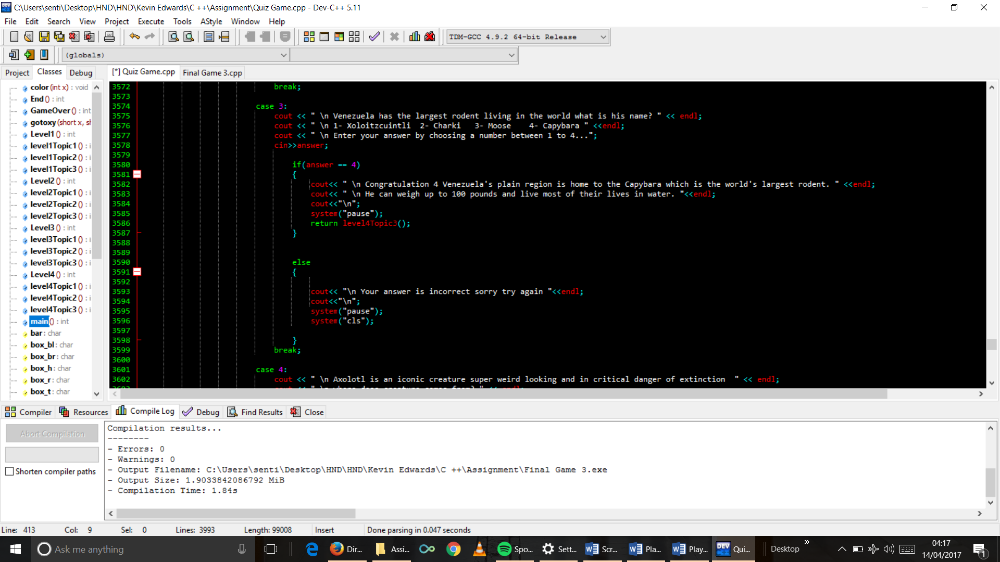 C:\Users\senti\Desktop\HND\HND\Kevin Edwards\C ++\Assignment\Quiz Game.cpp - Dev-C++ 5.11
File Edit Search View Project Execute Tools AStyle Window Help
TDM-GCC 4.9.2 64-bit Release
(globals)
Project Classes Debug
[*] Quiz Game.cpp Final Game 3.cpp
color (int x) : void
End () : int
GameOver () : int
gotoxy (short x, sh
Level1 () : int
level1Topic1 () : i
level1Topic2 () : i
level1Topic3 () : i
Level2 () : int
level2Topic1 () : i
level2Topic2 () : i
level2Topic3 () : i
Level3 () : int
level3Topic1 () : i
level3Topic2 () : i
level3Topic3 () : i
Level4 () : int
level4Topic1 () : i
level4Topic2 () : i
level4Topic3 () : i
main () : int
bar : char
box_bl : char
box_br : char
box_h : char
box_r : char
box_t : char
3572 break;
3573
3574 case 3:
3575 cout << " \n Venezuela has the largest rodent living in the world what is his name? " << endl;
3576 cout << " \n 1- Xoloitzcuintli 2- Charki 3- Moose 4- Capybara " <<endl;
3577 cout << " \n Enter your answer by choosing a number between 1 to 4...";
3578 cin>>answer;
3579
3580 if(answer == 4)
3581 {
3582 cout<< " \n Congratulation 4 Venezuela's plain region is home to the Capybara which is the world's largest rodent. " <<endl;
3583 cout<< " \n He can weigh up to 100 pounds and live most of their lives in water. "<<endl;
3584 cout<<"\n";
3585 system("pause");
3586 return level4Topic3();
3587 }
3588
3589
3590 else
3591 {
3592
3593 cout<< "\n Your answer is incorrect sorry try again "<<endl;
3594 cout<<"\n";
3595 system("pause");
3596 system("cls");
3597
3598 }
3599 break;
3600
3601 case 4:
3602 cout << " \n Axolotl is an iconic creature super weird looking and in critical danger of extinction " << endl;
Compiler Resources Compile Log Debug Find Results Close
Abort Compilation
Shorten compiler paths
Compilation results...
--------
- Errors: 0
- Warnings: 0
- Output Filename: C:\Users\senti\Desktop\HND\HND\Kevin Edwards\C ++\Assignment\Final Game 3.exe
- Output Size: 1.9033842086792 MiB
- Compilation Time: 1.84s
Line: 413 Col: 9 Sel: 0 Lines: 3993 Length: 99008 Insert Done parsing in 0.047 seconds
Ask me anything Dir... Assi... Spo... Sett... Scr... Pla... Play... DEV Qui... Desktop 04:17
14/04/2017 1